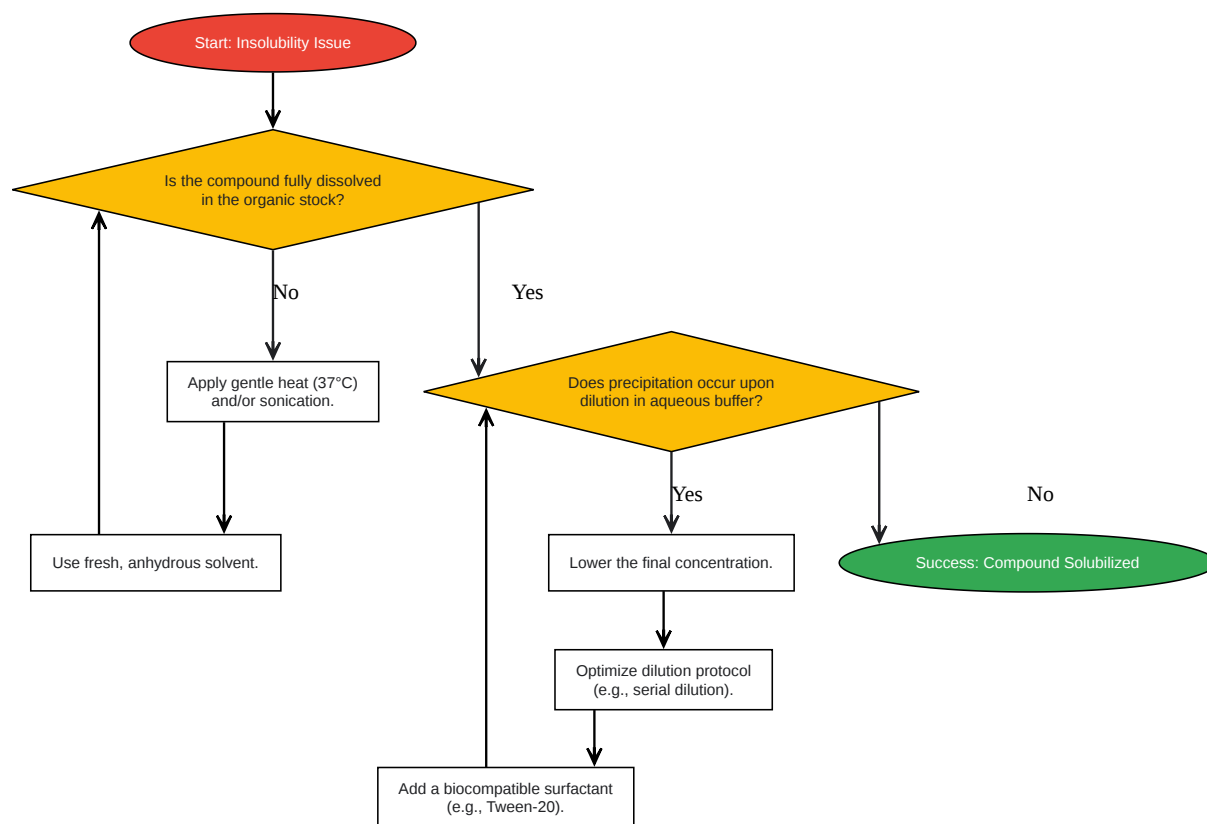 Start: Insolubility Issue
Is the compound fully dissolved
in the organic stock?
No
Yes
Apply gentle heat (37°C)
and/or sonication.
Does precipitation occur upon
dilution in aqueous buffer?
Yes
No
Use fresh, anhydrous solvent.
Lower the final concentration.
Success: Compound Solubilized
Optimize dilution protocol
(e.g., serial dilution).
Add a biocompatible surfactant
(e.g., Tween-20).